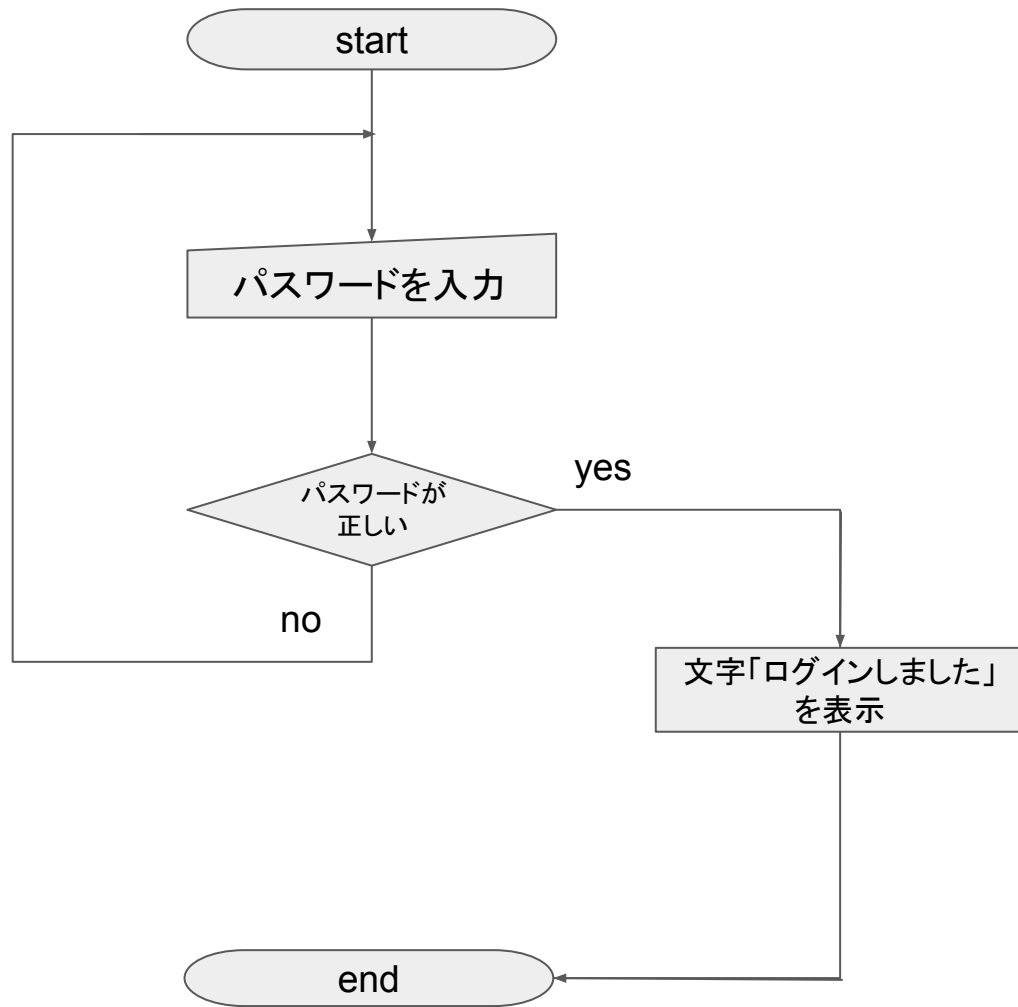 start
パスワードを入力
yes
パスワードが
正しい
no
文字「ログインしました」
を表示
end